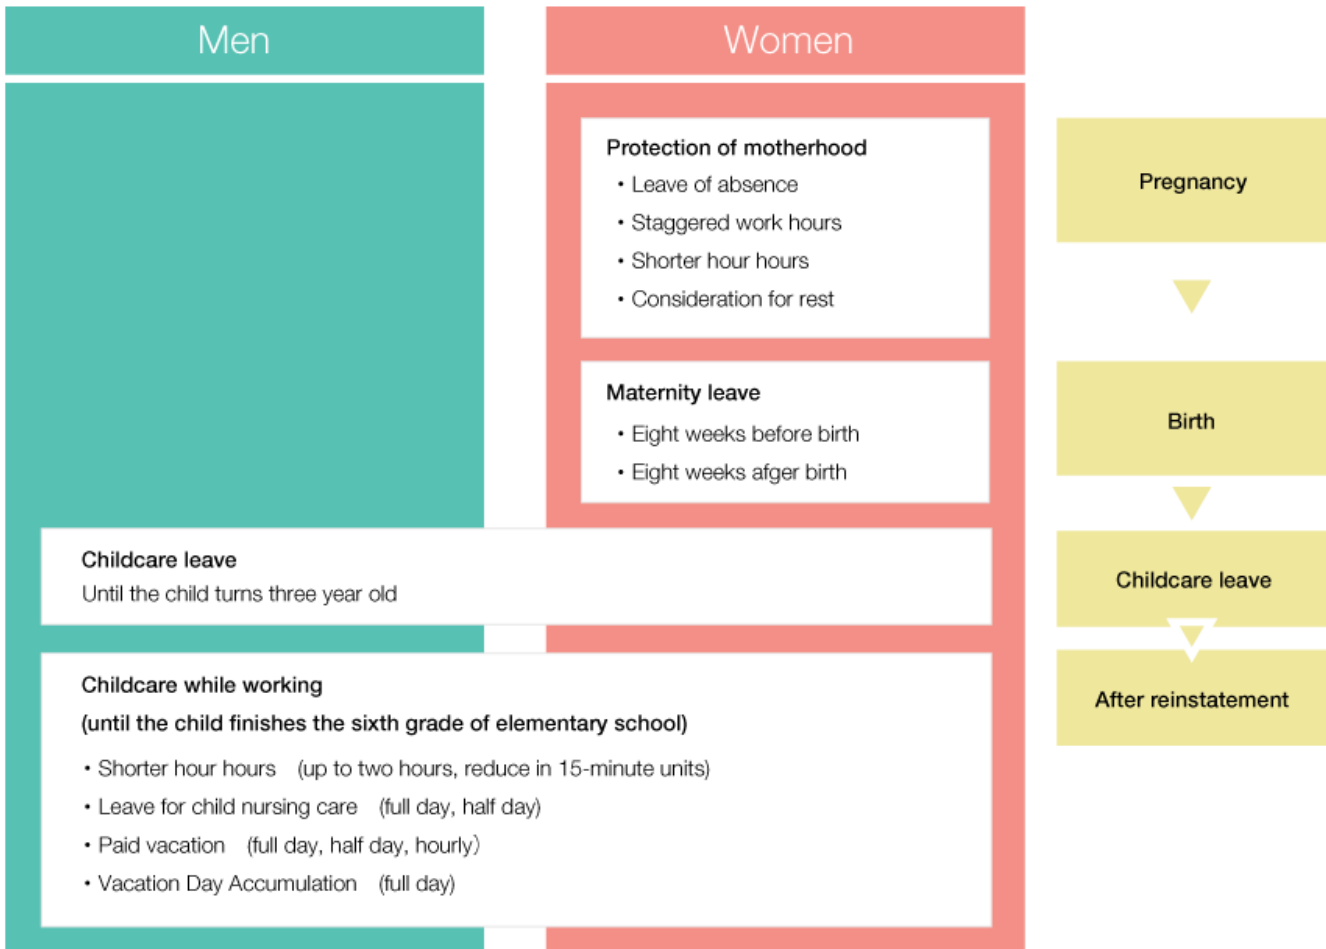 Men
Women
Protection of motherhood
・Leave of absence
・Staggered work hours
・Shorter hour hours
・Consideration for rest
Pregnancy
Maternity leave
・Eight weeks before birth
・Eight weeks afger birth
Birth
Childcare leave
Until the child turns three year old
Childcare leave
Childcare while working
(until the child finishes the sixth grade of elementary school)
・Shorter hour hours (up to two hours, reduce in 15-minute units)
・Leave for child nursing care (full day, half day)
・Paid vacation (full day, half day, hourly）
・Vacation Day Accumulation (full day)
After reinstatement